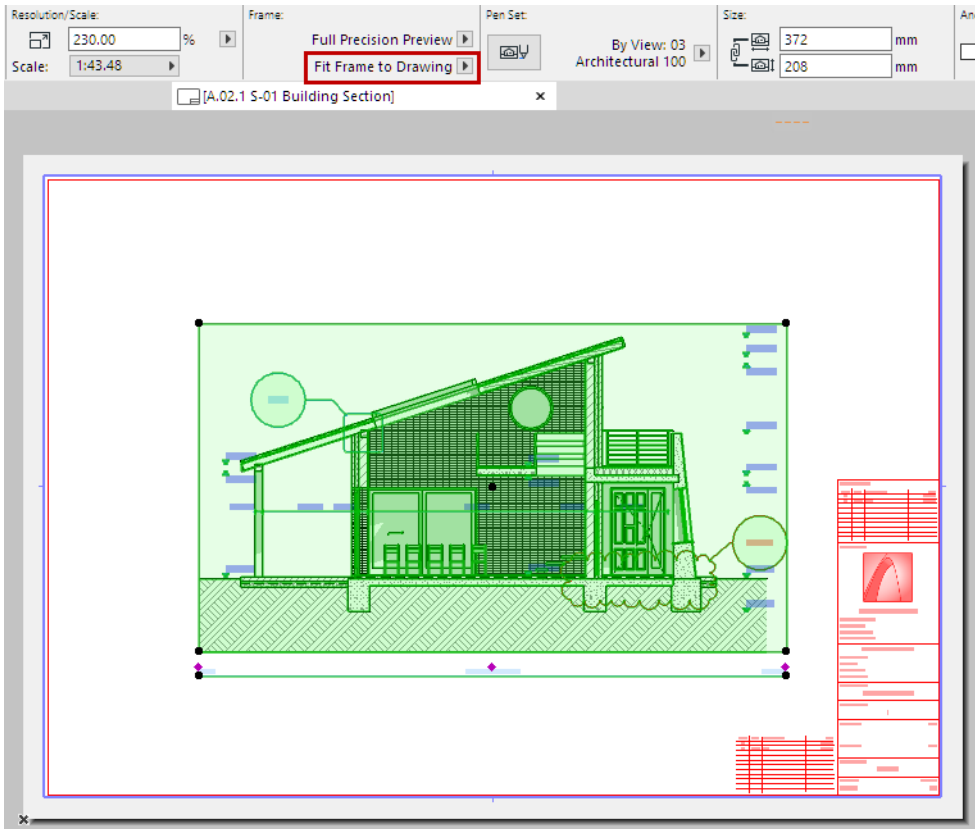 Resolution/Scale:
230.00 %
Scale: 1:43.48
Frame:
Full Precision Preview
Fit Frame to Drawing
Pen Set:
By View: 03
Architectural 100
Size:
372 mm
208 mm
[A.02.1 S-01 Building Section]